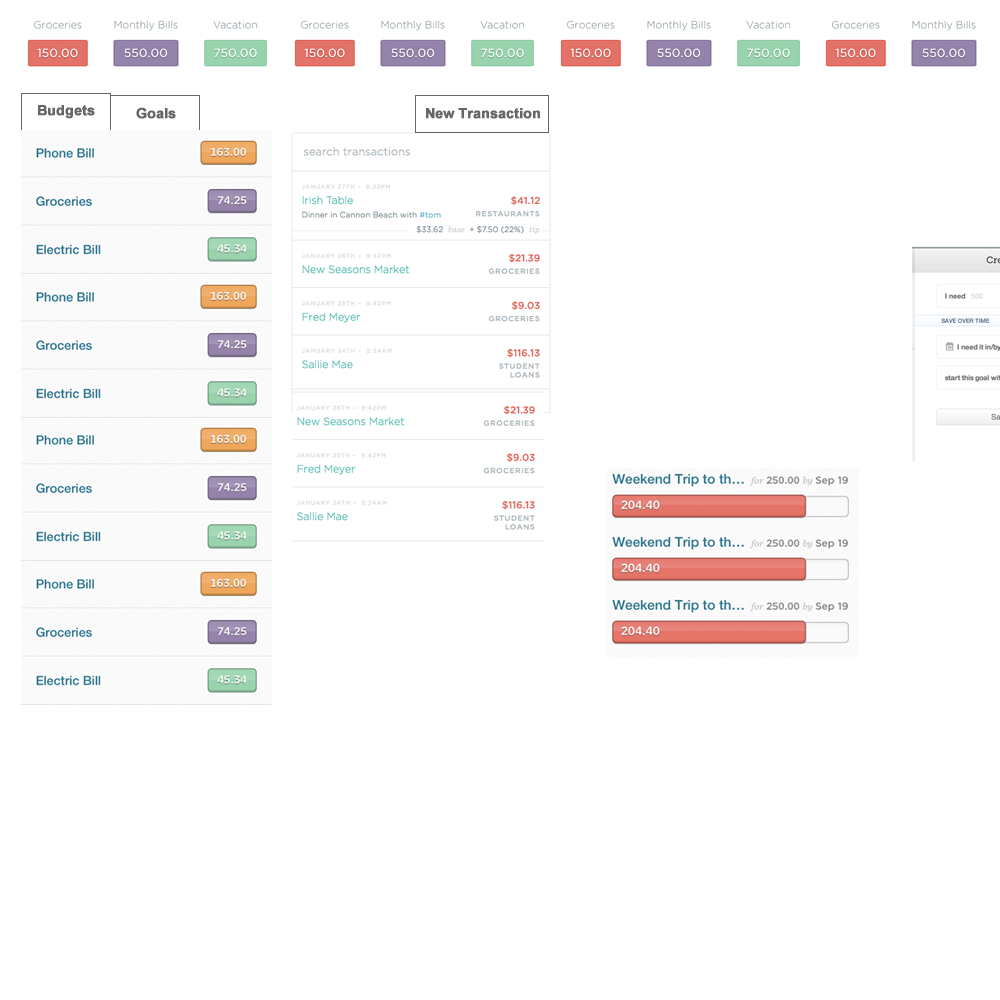 Groceries Monthly Bills Vacation Groceries Monthly Bills Vacation Groceries Monthly Bills Vacation Groceries Monthly Bills
150.00 550.00 750.00 150.00 550.00 750.00 150.00 550.00 750.00 150.00 550.00
Budgets
Goals
Phone Bill 163.00
Groceries 74.25
Electric Bill 45.34
Phone Bill 163.00
Groceries 74.25
Electric Bill 45.34
Phone Bill 163.00
Groceries 74.25
Electric Bill 45.34
Phone Bill 163.00
Groceries 74.25
Electric Bill 45.34
New Transaction
search transactions
JANUARY 27TH - 8:22PM
Irish Table $41.12
Dinner in Cannon Beach with #tom RESTAURANTS
$33.62 base + $7.50 (22%) tip
JANUARY 26TH - 9:42PM
New Seasons Market $21.39
GROCERIES
JANUARY 25TH - 9:42PM
Fred Meyer $9.03
GROCERIES
JANUARY 24TH - 5:34AM
Sallie Mae $116.13
STUDENT
LOANS
JANUARY 26TH - 9:42PM
New Seasons Market $21.39
GROCERIES
JANUARY 25TH - 9:42PM
Fred Meyer $9.03
GROCERIES
JANUARY 24TH - 5:34AM
Sallie Mae $116.13
STUDENT
LOANS
Weekend Trip to th... for 250.00 by Sep 19
204.40
Weekend Trip to th... for 250.00 by Sep 19
204.40
Weekend Trip to th... for 250.00 by Sep 19
204.40
Cre
I need 500
SAVE OVER TIME
I need it in/by
start this goal wit
Sa